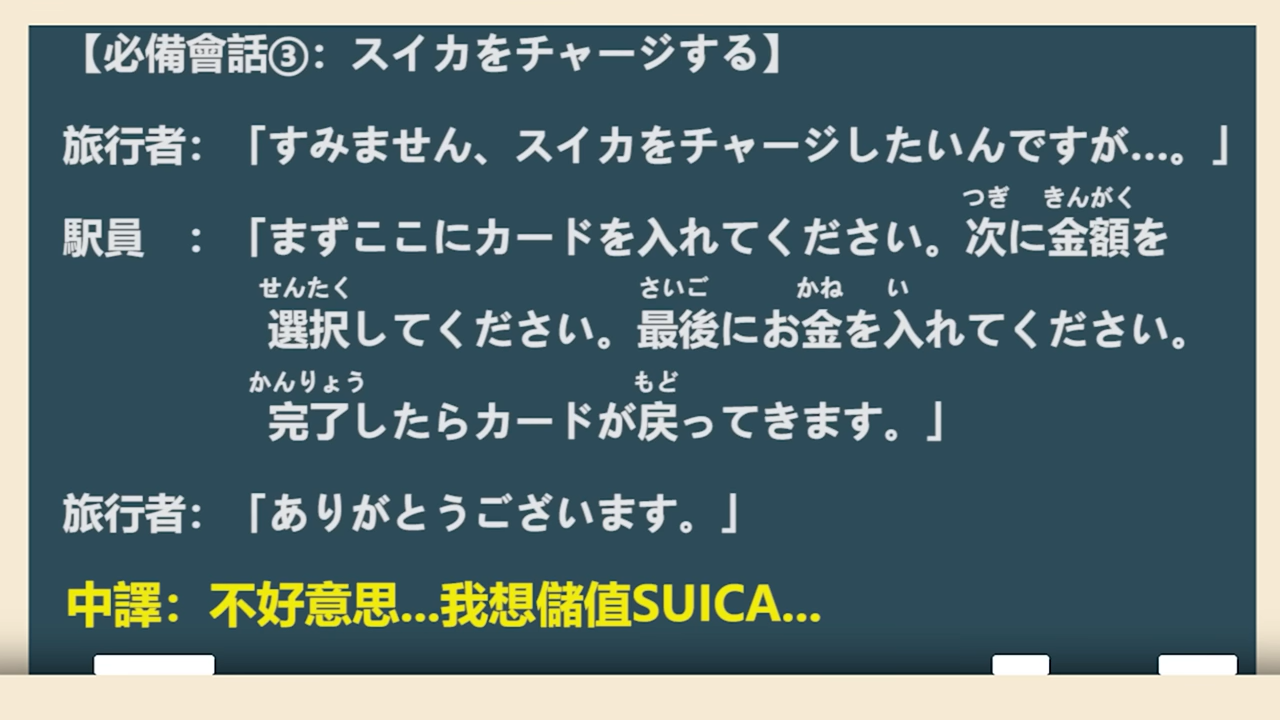 【必備會話③：スイカをチャージする】
旅行者：「すみません、スイカをチャージしたいんですが…。」
つぎ きんがく
駅員 ：「まずここにカードを入れてください。次に金額を
せんたく さいご かね い
選択してください。最後にお金を入れてください。
かんりょう もど
完了したらカードが戻ってきます。」
旅行者：「ありがとうございます。」
中譯：不好意思...我想儲值SUICA...